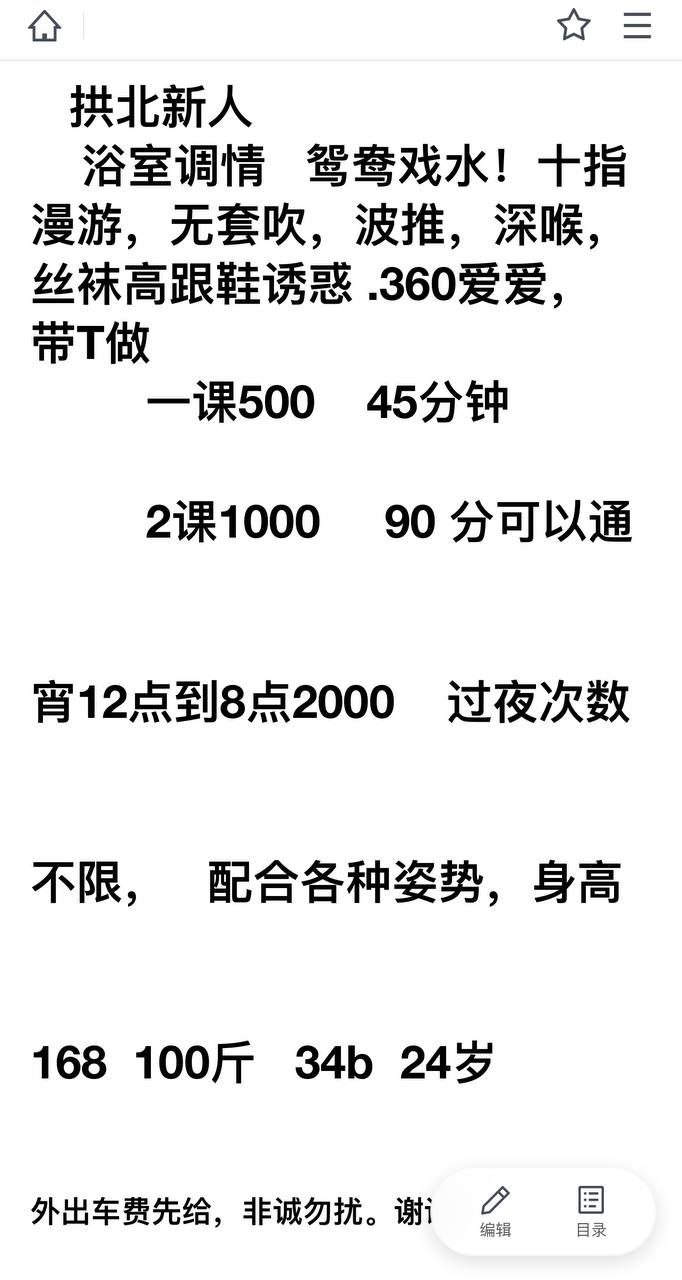 拱北新人
浴室调情 鸳鸯戏水！十指
漫游，无套吹，波推，深喉，
丝袜高跟鞋诱惑 .360爱爱，
带T做
一课500 45分钟
2课1000 90 分可以通
宵12点到8点2000 过夜次数
不限， 配合各种姿势，身高
168 100斤 34b 24岁
外出车费先给，非诚勿扰。谢
编辑
目录